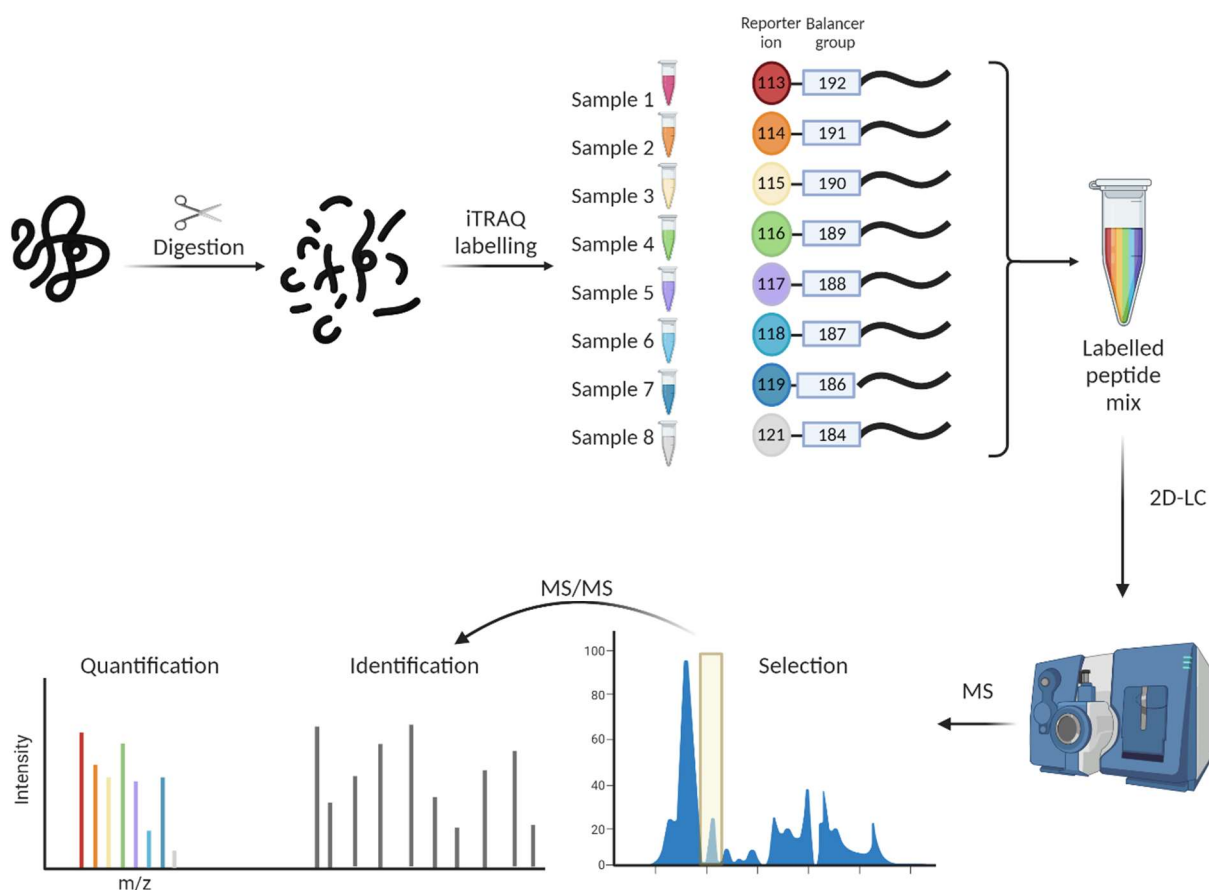 Reporter Balancer
ion group
Sample 1 113 192
Sample 2 114 191
Sample 3 115 190
Sample 4 116 189
Sample 5 117 188
Sample 6 118 187
Sample 7 119 186
Sample 8 121 184
Digestion
iTRAQ
labelling
Labelled
peptide
mix
2D-LC
MS
MS/MS
Quantification
Identification
Selection
Intensity
m/z
100
80
60
40
20
0